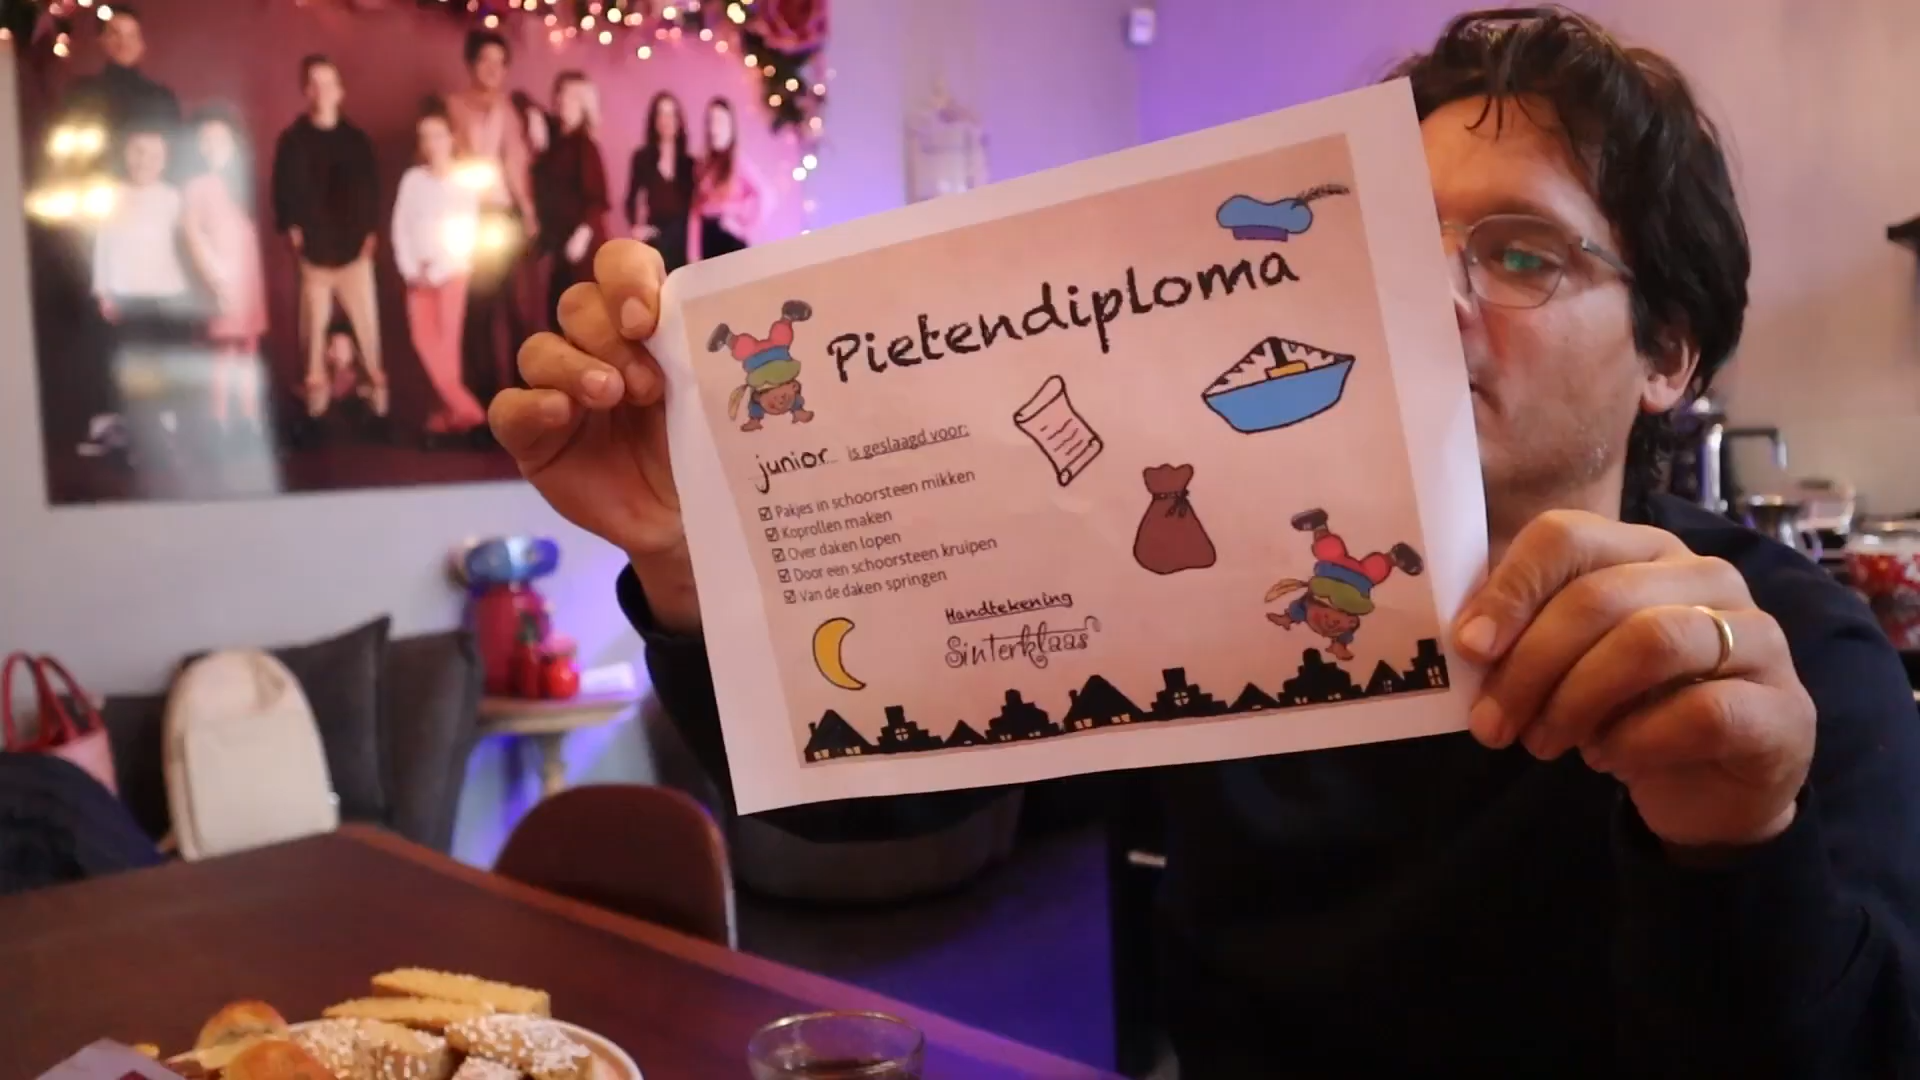 Pietendiploma
junior is geslaagd voor:
Pakjes in schoorsteen mikken
Koprollen maken
Over daken lopen
Door een schoorsteen kruipen
Van de daken springen
Handtekening
Sinterklaas